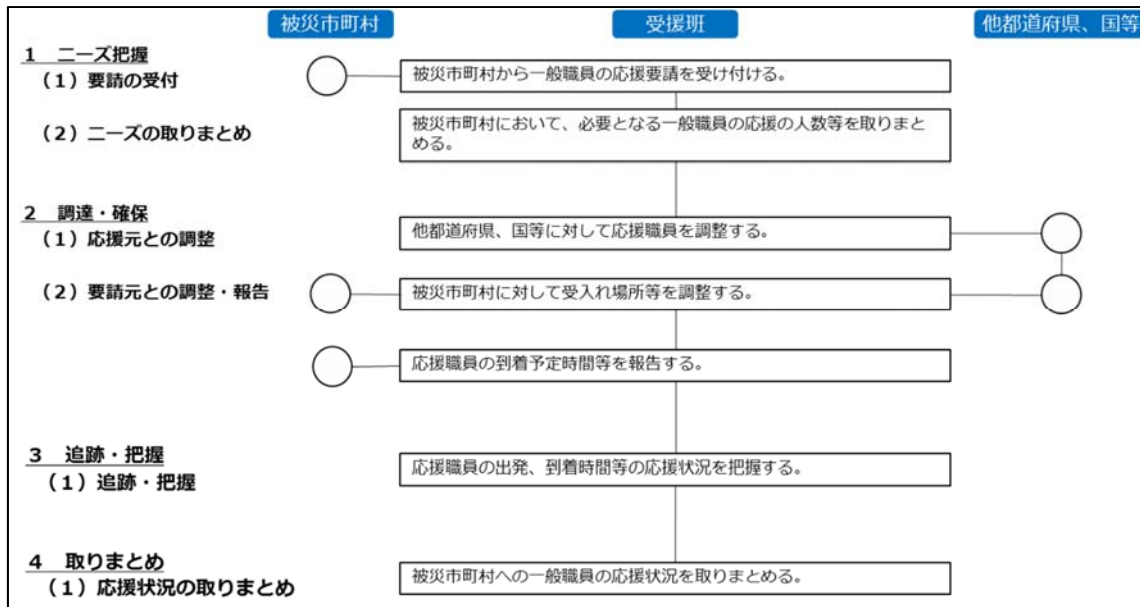 被災市町村
受援班
他都道府県、国等
1 ニーズ把握
（1）要請の受付
被災市町村から一般職員の応援要請を受け付ける。
（2）ニーズの取りまとめ
被災市町村において、必要となる一般職員の応援の人数等を取りまと
める。
2 調達・確保
（1）応援元との調整
他都道府県、国等に対して応援職員を調整する。
（2）要請元との調整・報告
被災市町村に対して受入れ場所等を調整する。
応援職員の到着予定時間等を報告する。
3 追跡・把握
（1）追跡・把握
応援職員の出発、到着時間等の応援状況を把握する。
4 取りまとめ
（1）応援状況の取りまとめ
被災市町村への一般職員の応援状況を取りまとめる。